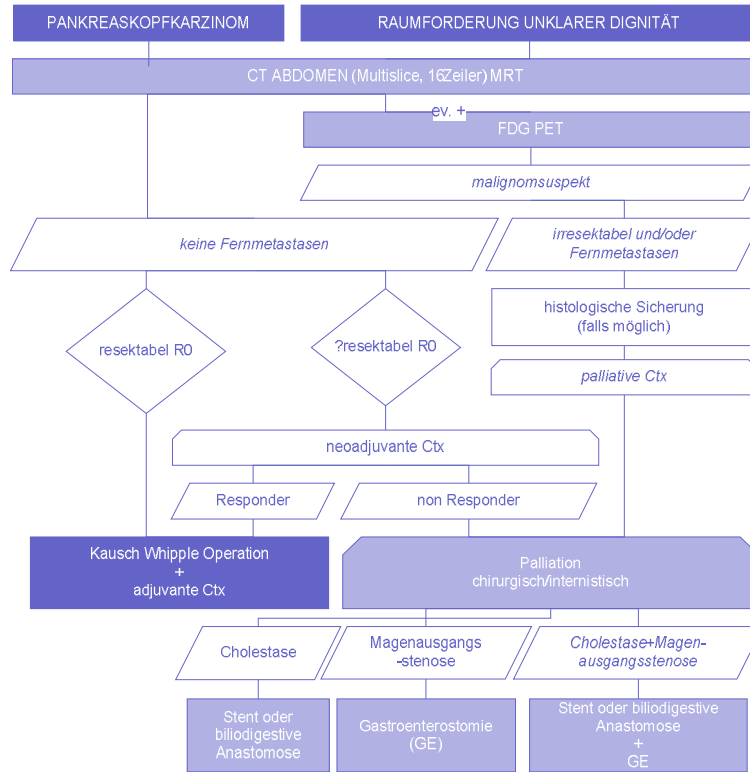 PANKREASKOPFKARZINOM
RAUMFORDERUNG UNKLARER DIGNITÄT
CT ABDOMEN (Multislice, 16Zeiler) MRT
ev. +
FDG PET
malignomsuspekt
keine Fernmetastasen
irresektabel und/oder
Fernmetastasen
resektabel R0
?resektabel R0
histologische Sicherung
(falls möglich)
palliative Ctx
neoadjuvante Ctx
Responder
non Responder
Kausch Whipple Operation
+
adjuvante Ctx
Palliation
chirurgisch/internistisch
Cholestase
Magenausgangs
-stenose
Cholestase+Magen-
ausgangsstenose
Stent oder
biliodigestive
Anastomose
Gastroenterostomie
(GE)
Stent oder biliodigestive
Anastomose
+
GE